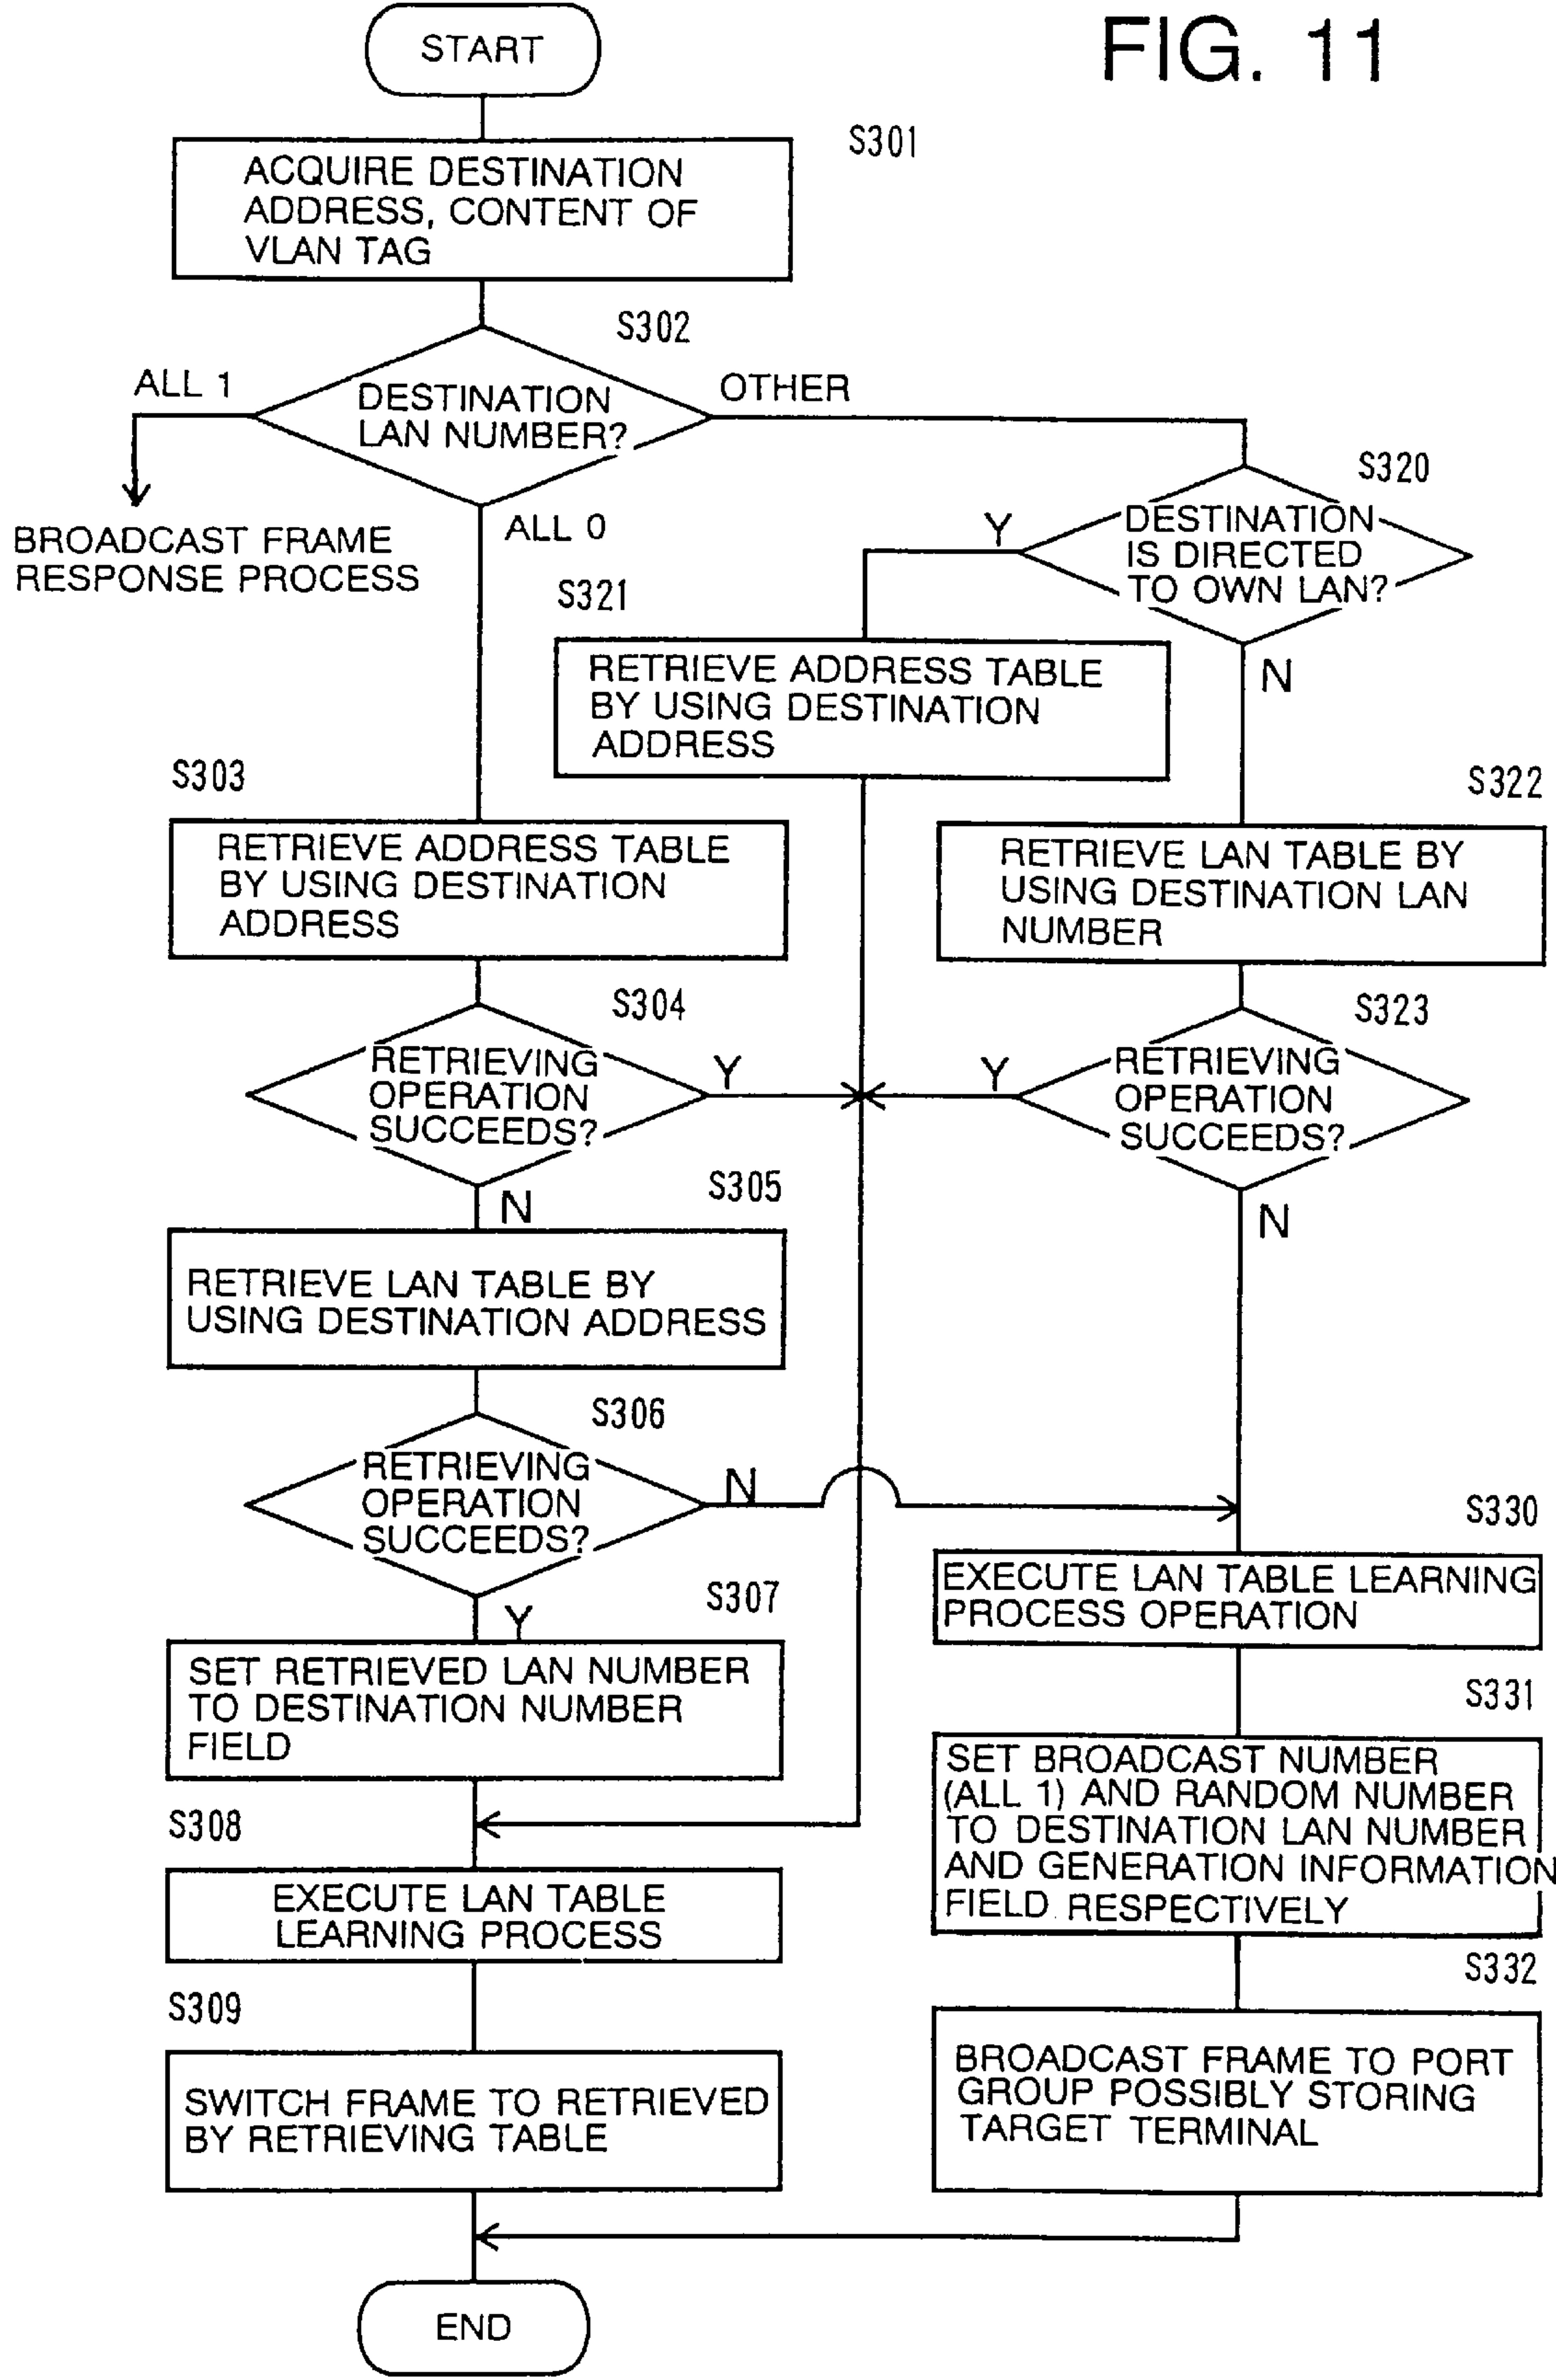 FIG. 11
START
S301
ACQUIRE DESTINATION
ADDRESS, CONTENT OF
VLAN TAG
S302
ALL 1
DESTINATION
LAN NUMBER?
OTHER
ALL 0
BROADCAST FRAME
RESPONSE PROCESS
S320
DESTINATION
IS DIRECTED
TO OWN LAN?
Y
N
S321
RETRIEVE ADDRESS TABLE
BY USING DESTINATION
ADDRESS
S303
RETRIEVE ADDRESS TABLE
BY USING DESTINATION
ADDRESS
S322
RETRIEVE LAN TABLE BY
USING DESTINATION LAN
NUMBER
S304
RETRIEVING
OPERATION
SUCCEEDS?
Y
N
S323
Y
RETRIEVING
OPERATION
SUCCEEDS?
N
S305
RETRIEVE LAN TABLE BY
USING DESTINATION ADDRESS
S306
RETRIEVING
OPERATION
SUCCEEDS?
N
Y
S307
SET RETRIEVED LAN NUMBER
TO DESTINATION NUMBER
FIELD
S330
EXECUTE LAN TABLE LEARNING
PROCESS OPERATION
S331
SET BROADCAST NUMBER
(ALL 1) AND RANDOM NUMBER
TO DESTINATION LAN NUMBER
AND GENERATION INFORMATION
FIELD RESPECTIVELY
S308
EXECUTE LAN TABLE
LEARNING PROCESS
S309
SWITCH FRAME TO RETRIEVED
BY RETRIEVING TABLE
S332
BROADCAST FRAME TO PORT
GROUP POSSIBLY STORING
TARGET TERMINAL
END